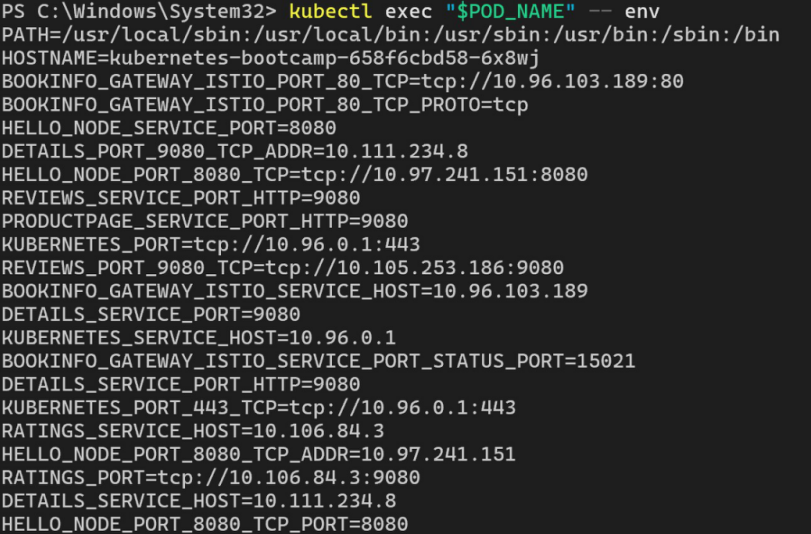 PS C:\Windows\System32> kubectl exec "$POD_NAME" -- env
PATH=/usr/local/sbin:/usr/local/bin:/usr/sbin:/usr/bin:/sbin:/bin
HOSTNAME=kubernetes-bootcamp-658f6cbd58-6x8wj
BOOKINFO_GATEWAY_ISTIO_PORT_80_TCP=tcp://10.96.103.189:80
BOOKINFO_GATEWAY_ISTIO_PORT_80_TCP_PROTO=tcp
HELLO_NODE_SERVICE_PORT=8080
DETAILS_PORT_9080_TCP_ADDR=10.111.234.8
HELLO_NODE_PORT_8080_TCP=tcp://10.97.241.151:8080
REVIEWS_SERVICE_PORT_HTTP=9080
PRODUCTPAGE_SERVICE_PORT_HTTP=9080
KUBERNETES_PORT=tcp://10.96.0.1:443
REVIEWS_PORT_9080_TCP=tcp://10.105.253.186:9080
BOOKINFO_GATEWAY_ISTIO_SERVICE_HOST=10.96.103.189
DETAILS_SERVICE_PORT=9080
KUBERNETES_SERVICE_HOST=10.96.0.1
BOOKINFO_GATEWAY_ISTIO_SERVICE_PORT_STATUS_PORT=15021
DETAILS_SERVICE_PORT_HTTP=9080
KUBERNETES_PORT_443_TCP=tcp://10.96.0.1:443
RATINGS_SERVICE_HOST=10.106.84.3
HELLO_NODE_PORT_8080_TCP_ADDR=10.97.241.151
RATINGS_PORT=tcp://10.106.84.3:9080
DETAILS_SERVICE_HOST=10.111.234.8
HELLO_NODE_PORT_8080_TCP_PORT=8080